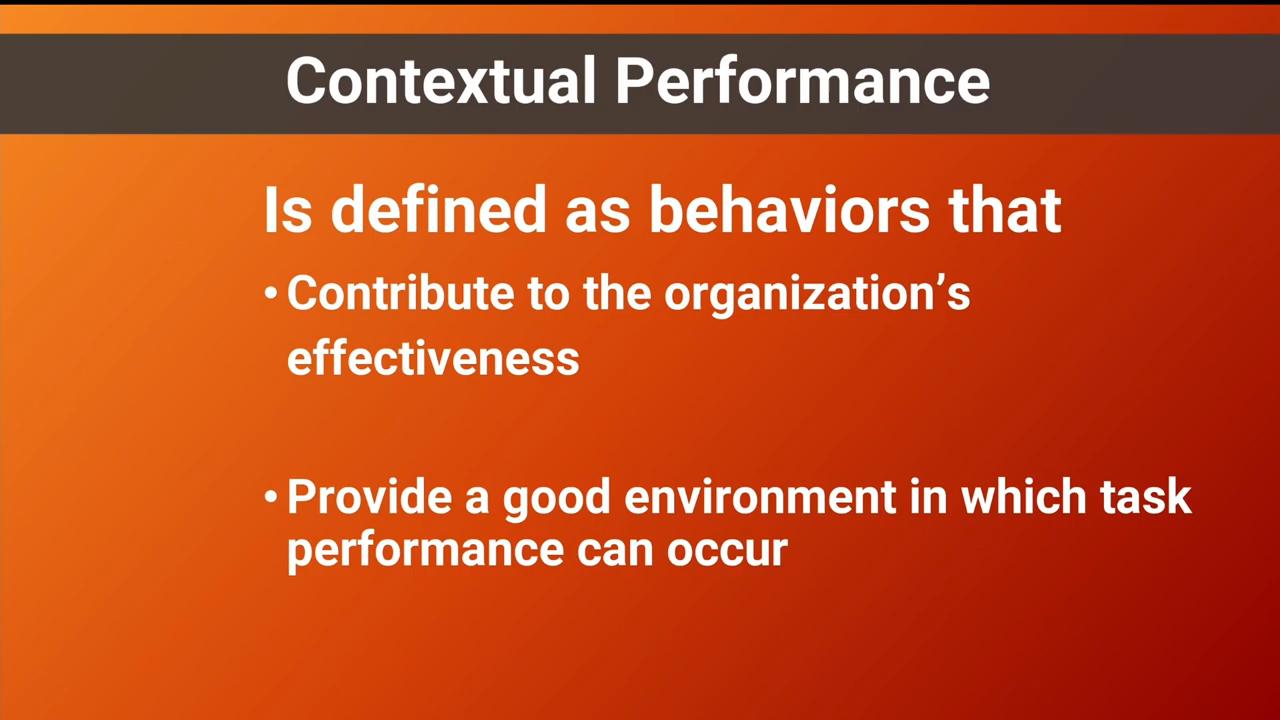 Contextual Performance
Is defined as behaviors that
• Contribute to the organization’s
effectiveness
• Provide a good environment in which task
performance can occur